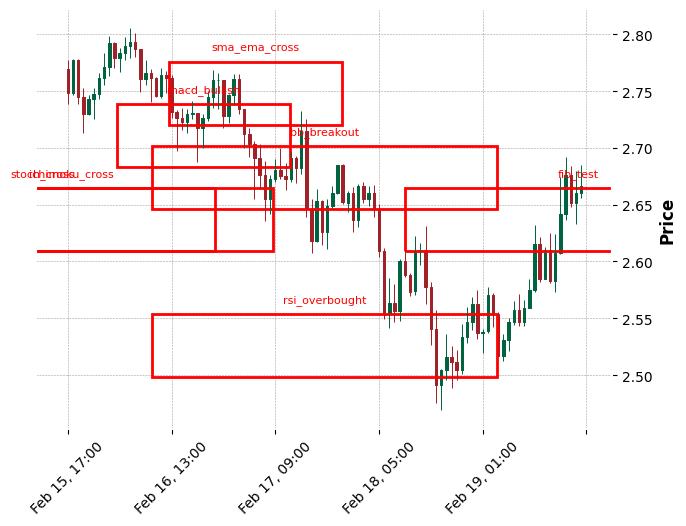 sma_ema_cross
macd_bullish
bb_breakout
stoch_cross
ichimoku_cross
fib_test
rsi_overbought
2.80
2.75
2.70
2.65
2.60
2.55
2.50
Price
Feb 15, 17:00
Feb 16, 13:00
Feb 17, 09:00
Feb 18, 05:00
Feb 19, 01:00